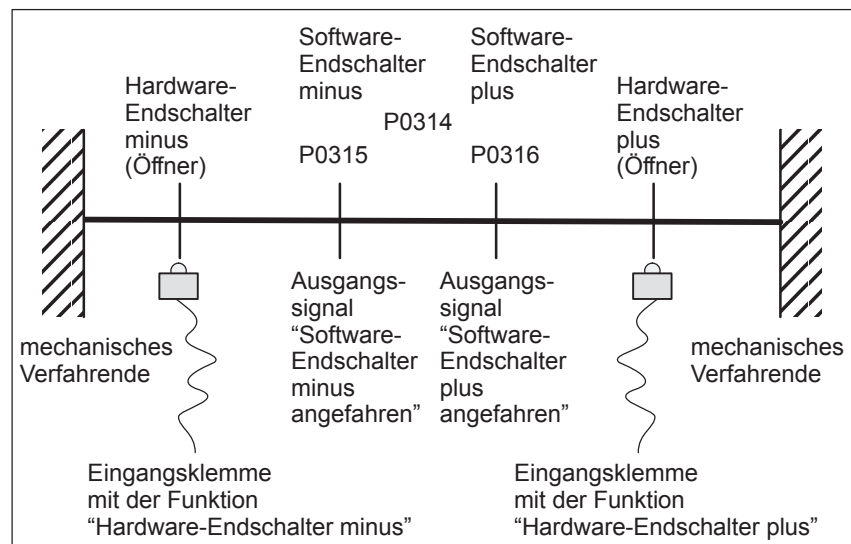 Hardware-
Endschalter
minus
(Öffner)
Software-
Endschalter
minus
P0314
P0315
Software-
Endschalter
plus
P0316
Hardware-
Endschalter
plus
(Öffner)
mechanisches
Verfahrende
Ausgangs-
signal
“Software-
Endschalter
minus
angefahren”
Ausgangs-
signal
“Software-
Endschalter
plus
angefahren”
mechanisches
Verfahrende
Eingangsklemme
mit der Funktion
“Hardware-Endschalter minus”
Eingangsklemme
mit der Funktion
“Hardware-Endschalter plus”